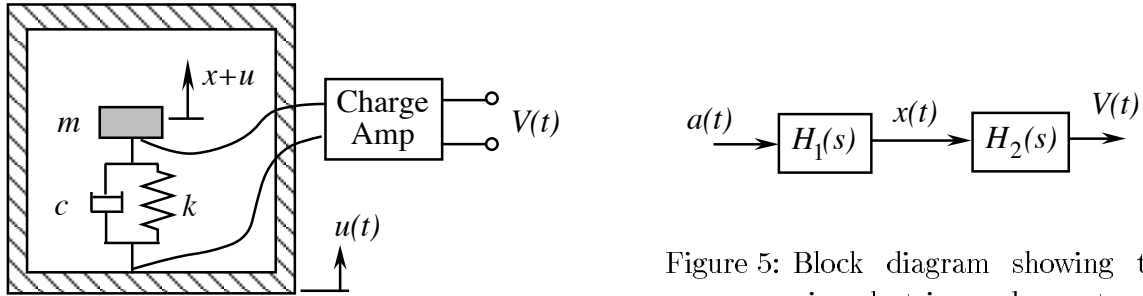 x+u
m
Charge
Amp
V(t)
c
k
u(t)
a(t)
H1(s)
x(t)
H2(s)
V(t)
Figure 5: Block diagram showing